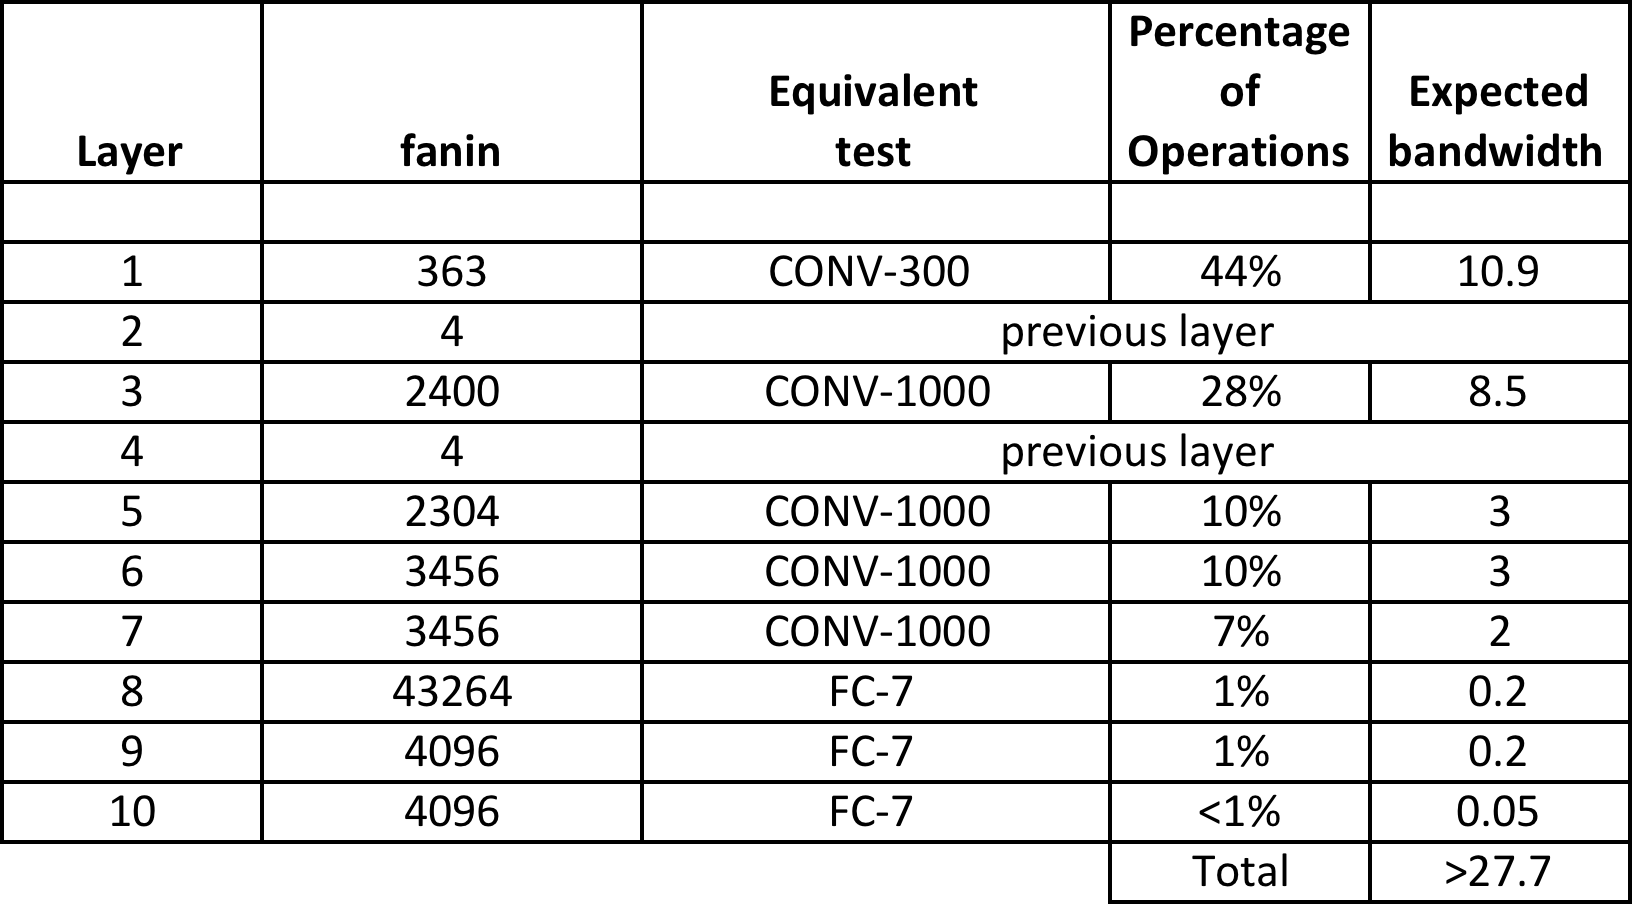 Layer fanin Equivalent test Percentage of Operations Expected bandwidth
1 363 CONV-300 44% 10.9
2 4 previous layer
3 2400 CONV-1000 28% 8.5
4 4 previous layer
5 2304 CONV-1000 10% 3
6 3456 CONV-1000 10% 3
7 3456 CONV-1000 7% 2
8 43264 FC-7 1% 0.2
9 4096 FC-7 1% 0.2
10 4096 FC-7 <1% 0.05
Total >27.7